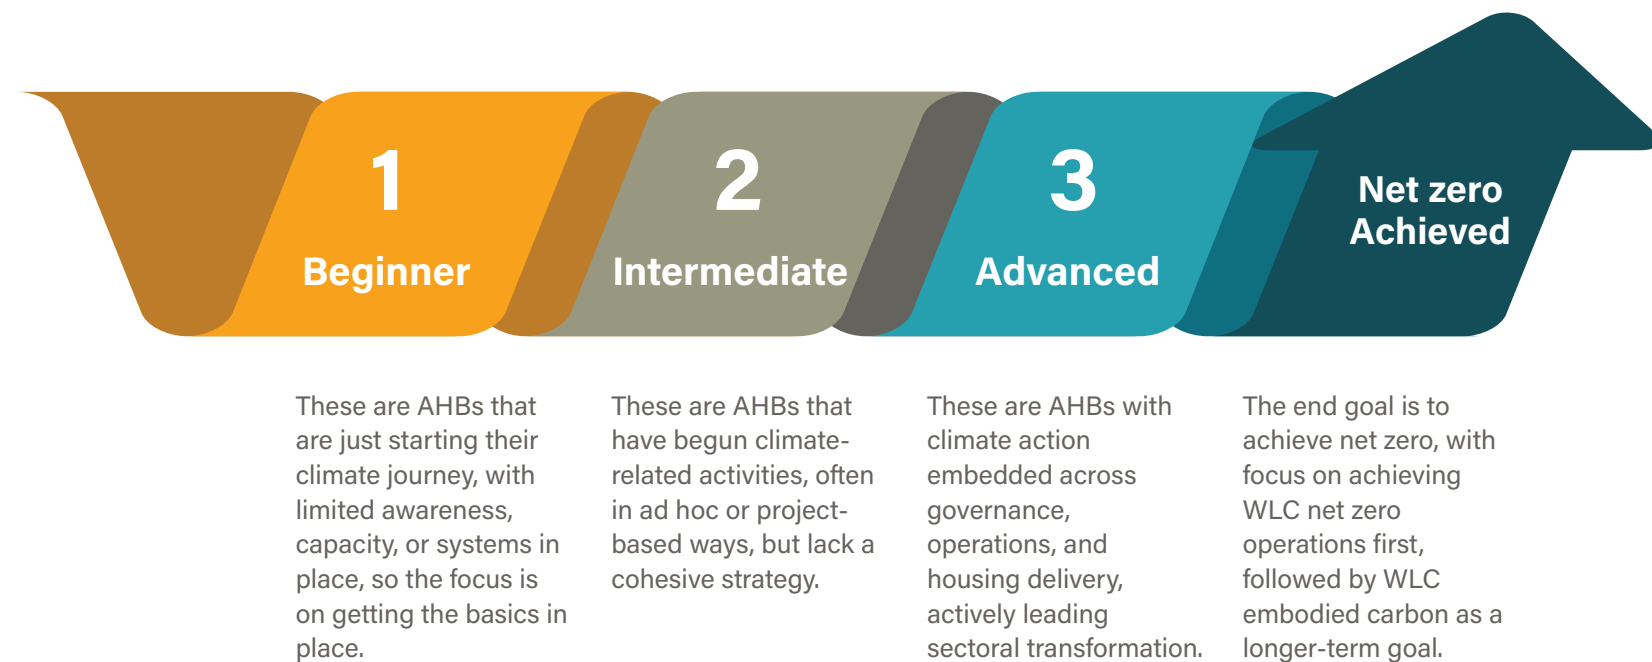 1
Beginner
2
Intermediate
3
Advanced
Net zero
Achieved
These are AHBs that
are just starting their
climate journey, with
limited awareness,
capacity, or systems in
place, so the focus is
on getting the basics in
place.
These are AHBs that
have begun climate-
related activities, often
in ad hoc or project-
based ways, but lack a
cohesive strategy.
These are AHBs with
climate action
embedded across
governance,
operations, and
housing delivery,
actively leading
sectoral transformation.
The end goal is to
achieve net zero, with
focus on achieving
WLC net zero
operations first,
followed by WLC
embodied carbon as a
longer-term goal.